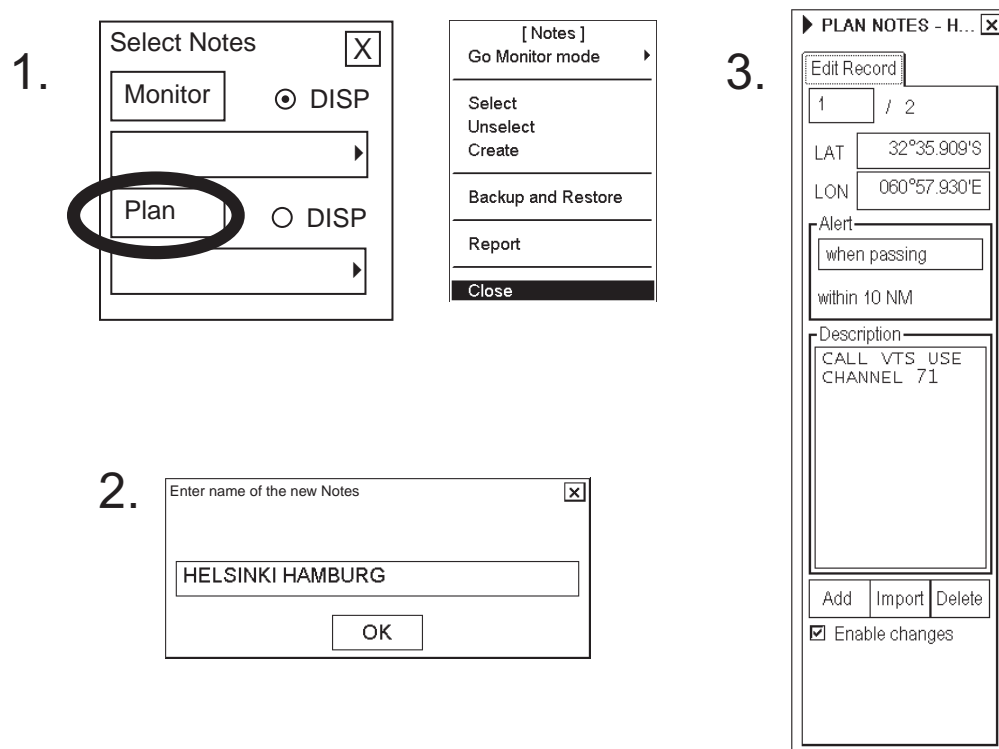 1.
Select Notes X
Monitor DISP
Plan DISP
[ Notes ]
Go Monitor mode
Select
Unselect
Create
Backup and Restore
Report
Close
2.
Enter name of the new Notes
HELSINKI HAMBURG
OK
3.
PLAN NOTES - H...
Edit Record
1 / 2
LAT 32°35.909'S
LON 060°57.930'E
Alert
when passing
within 10 NM
Description
CALL VTS USE
CHANNEL 71
Add Import Delete
Enable changes